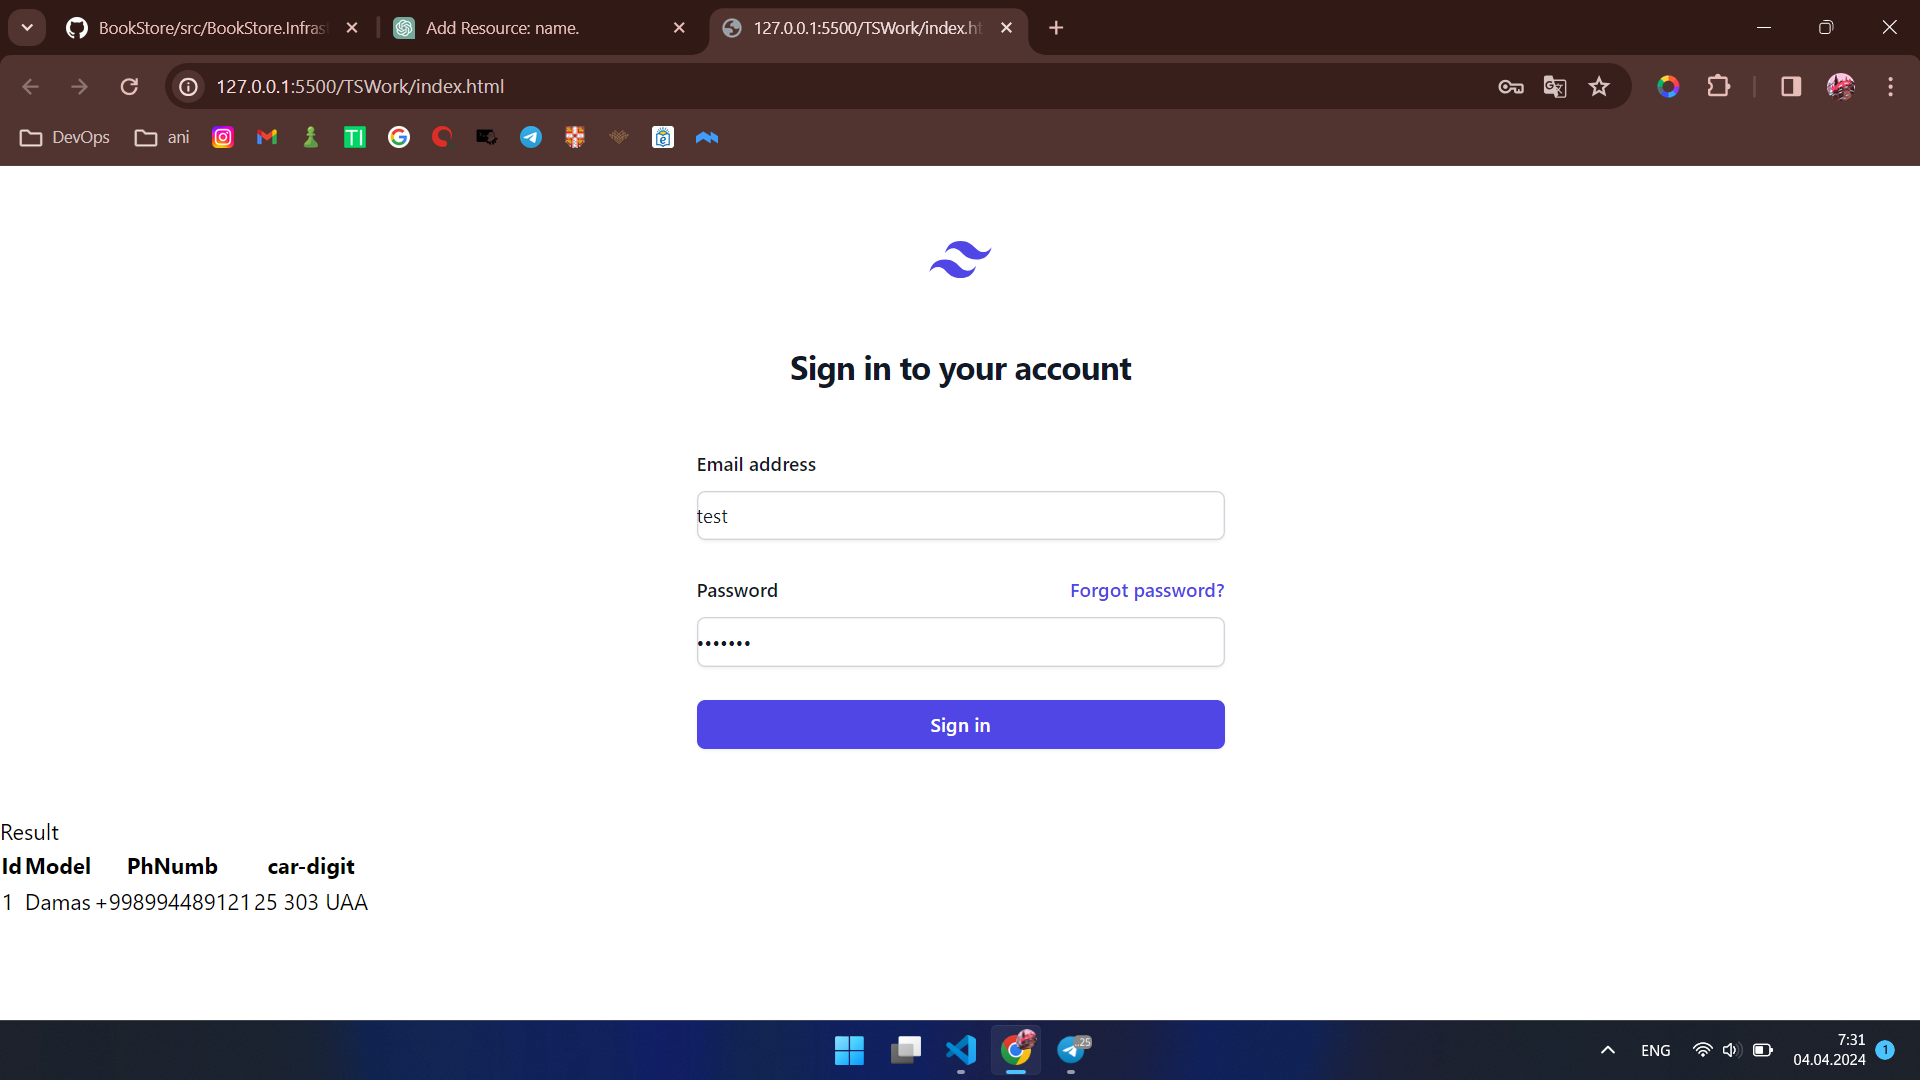 BookStore/src/BookStore.Infrast
Add Resource: name.
127.0.0.1:5500/TSWork/index.ht
127.0.0.1:5500/TSWork/index.html
DevOps
ani
TI
Sign in to your account
Email address
test
Password
Forgot password?
•••••••
Sign in
Result
Id Model PhNumb car-digit
1 Damas +998994489121 25 303 UAA
..25
ENG
7:31
04.04.2024
1